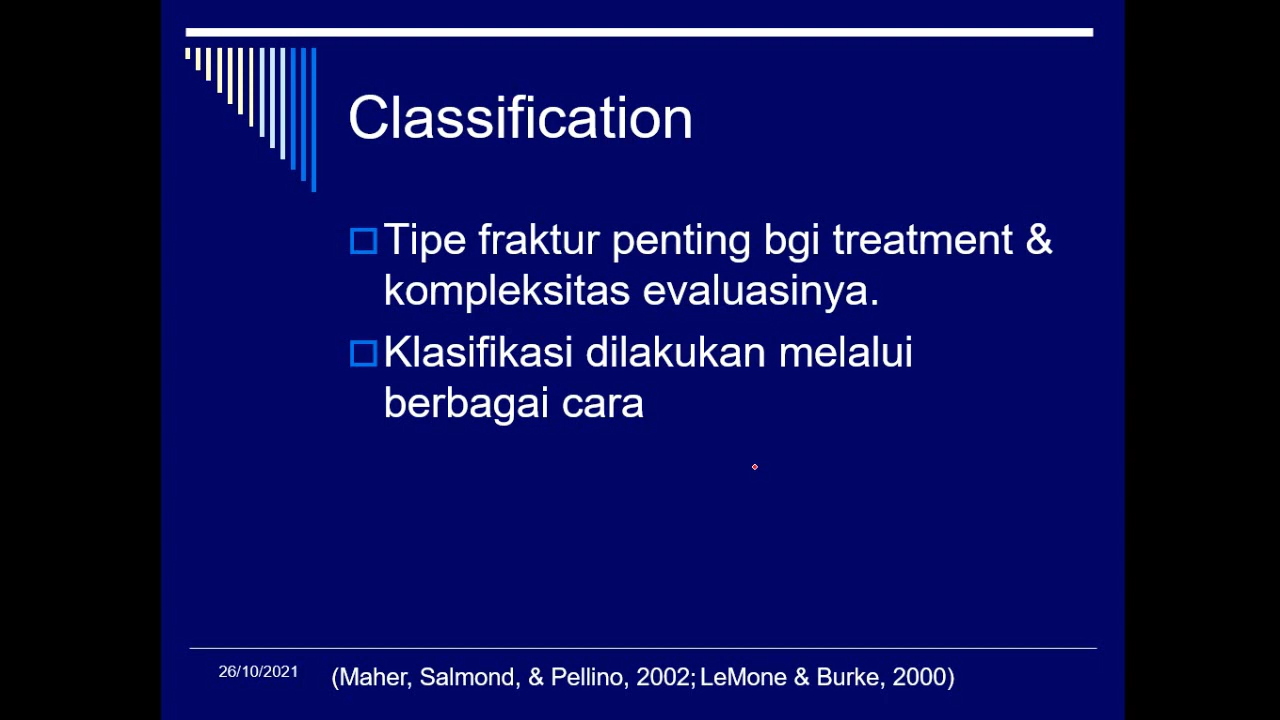 Classification
Tipe fraktur penting bgi treatment &
kompleksitas evaluasinya.
Klasifikasi dilakukan melalui
berbagai cara
26/10/2021 (Maher, Salmond, & Pellino, 2002; LeMone & Burke, 2000)